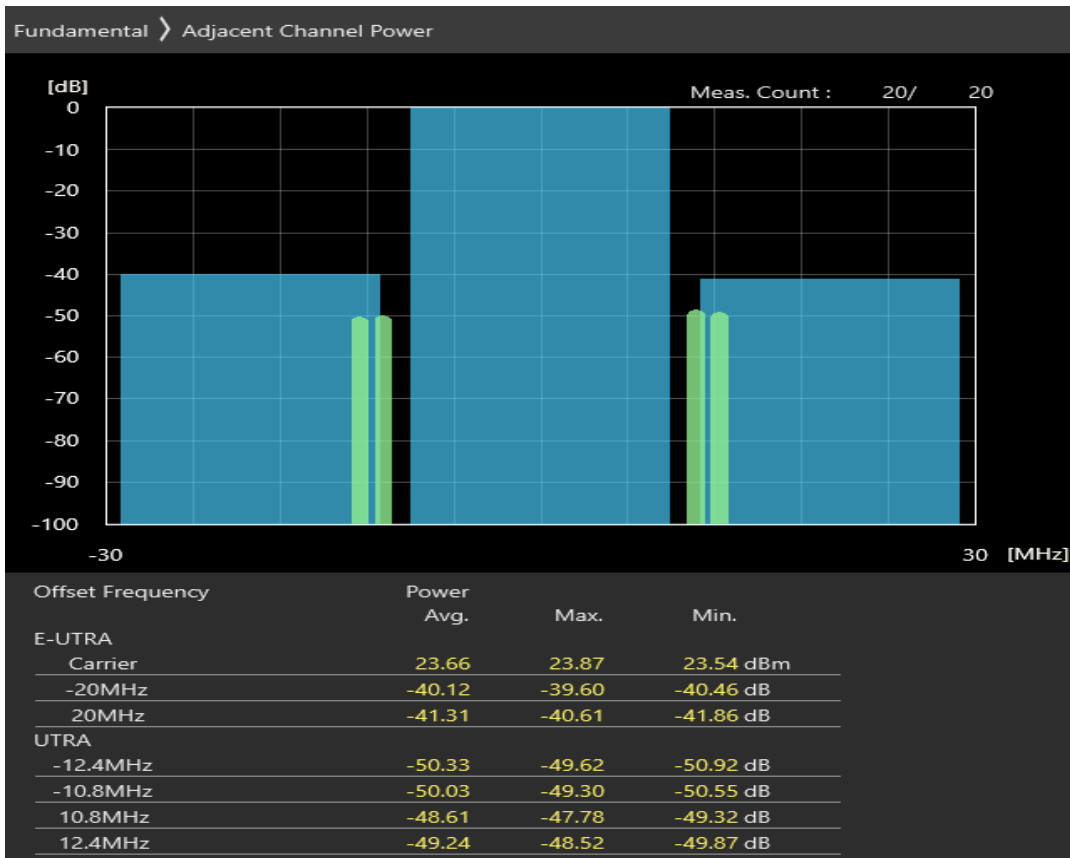 Fundamental 〉 Adjacent Channel Power
[dB]
Meas. Count : 20/ 20
0
-10
-20
-30
-40
-50
-60
-70
-80
-90
-100
-30 30 [MHz]
Offset Frequency Power
Avg. Max. Min.
E-UTRA
Carrier 23.66 23.87 23.54 dBm
-20MHz -40.12 -39.60 -40.46 dB
20MHz -41.31 -40.61 -41.86 dB
UTRA
-12.4MHz -50.33 -49.62 -50.92 dB
-10.8MHz -50.03 -49.30 -50.55 dB
10.8MHz -48.61 -47.78 -49.32 dB
12.4MHz -49.24 -48.52 -49.87 dB